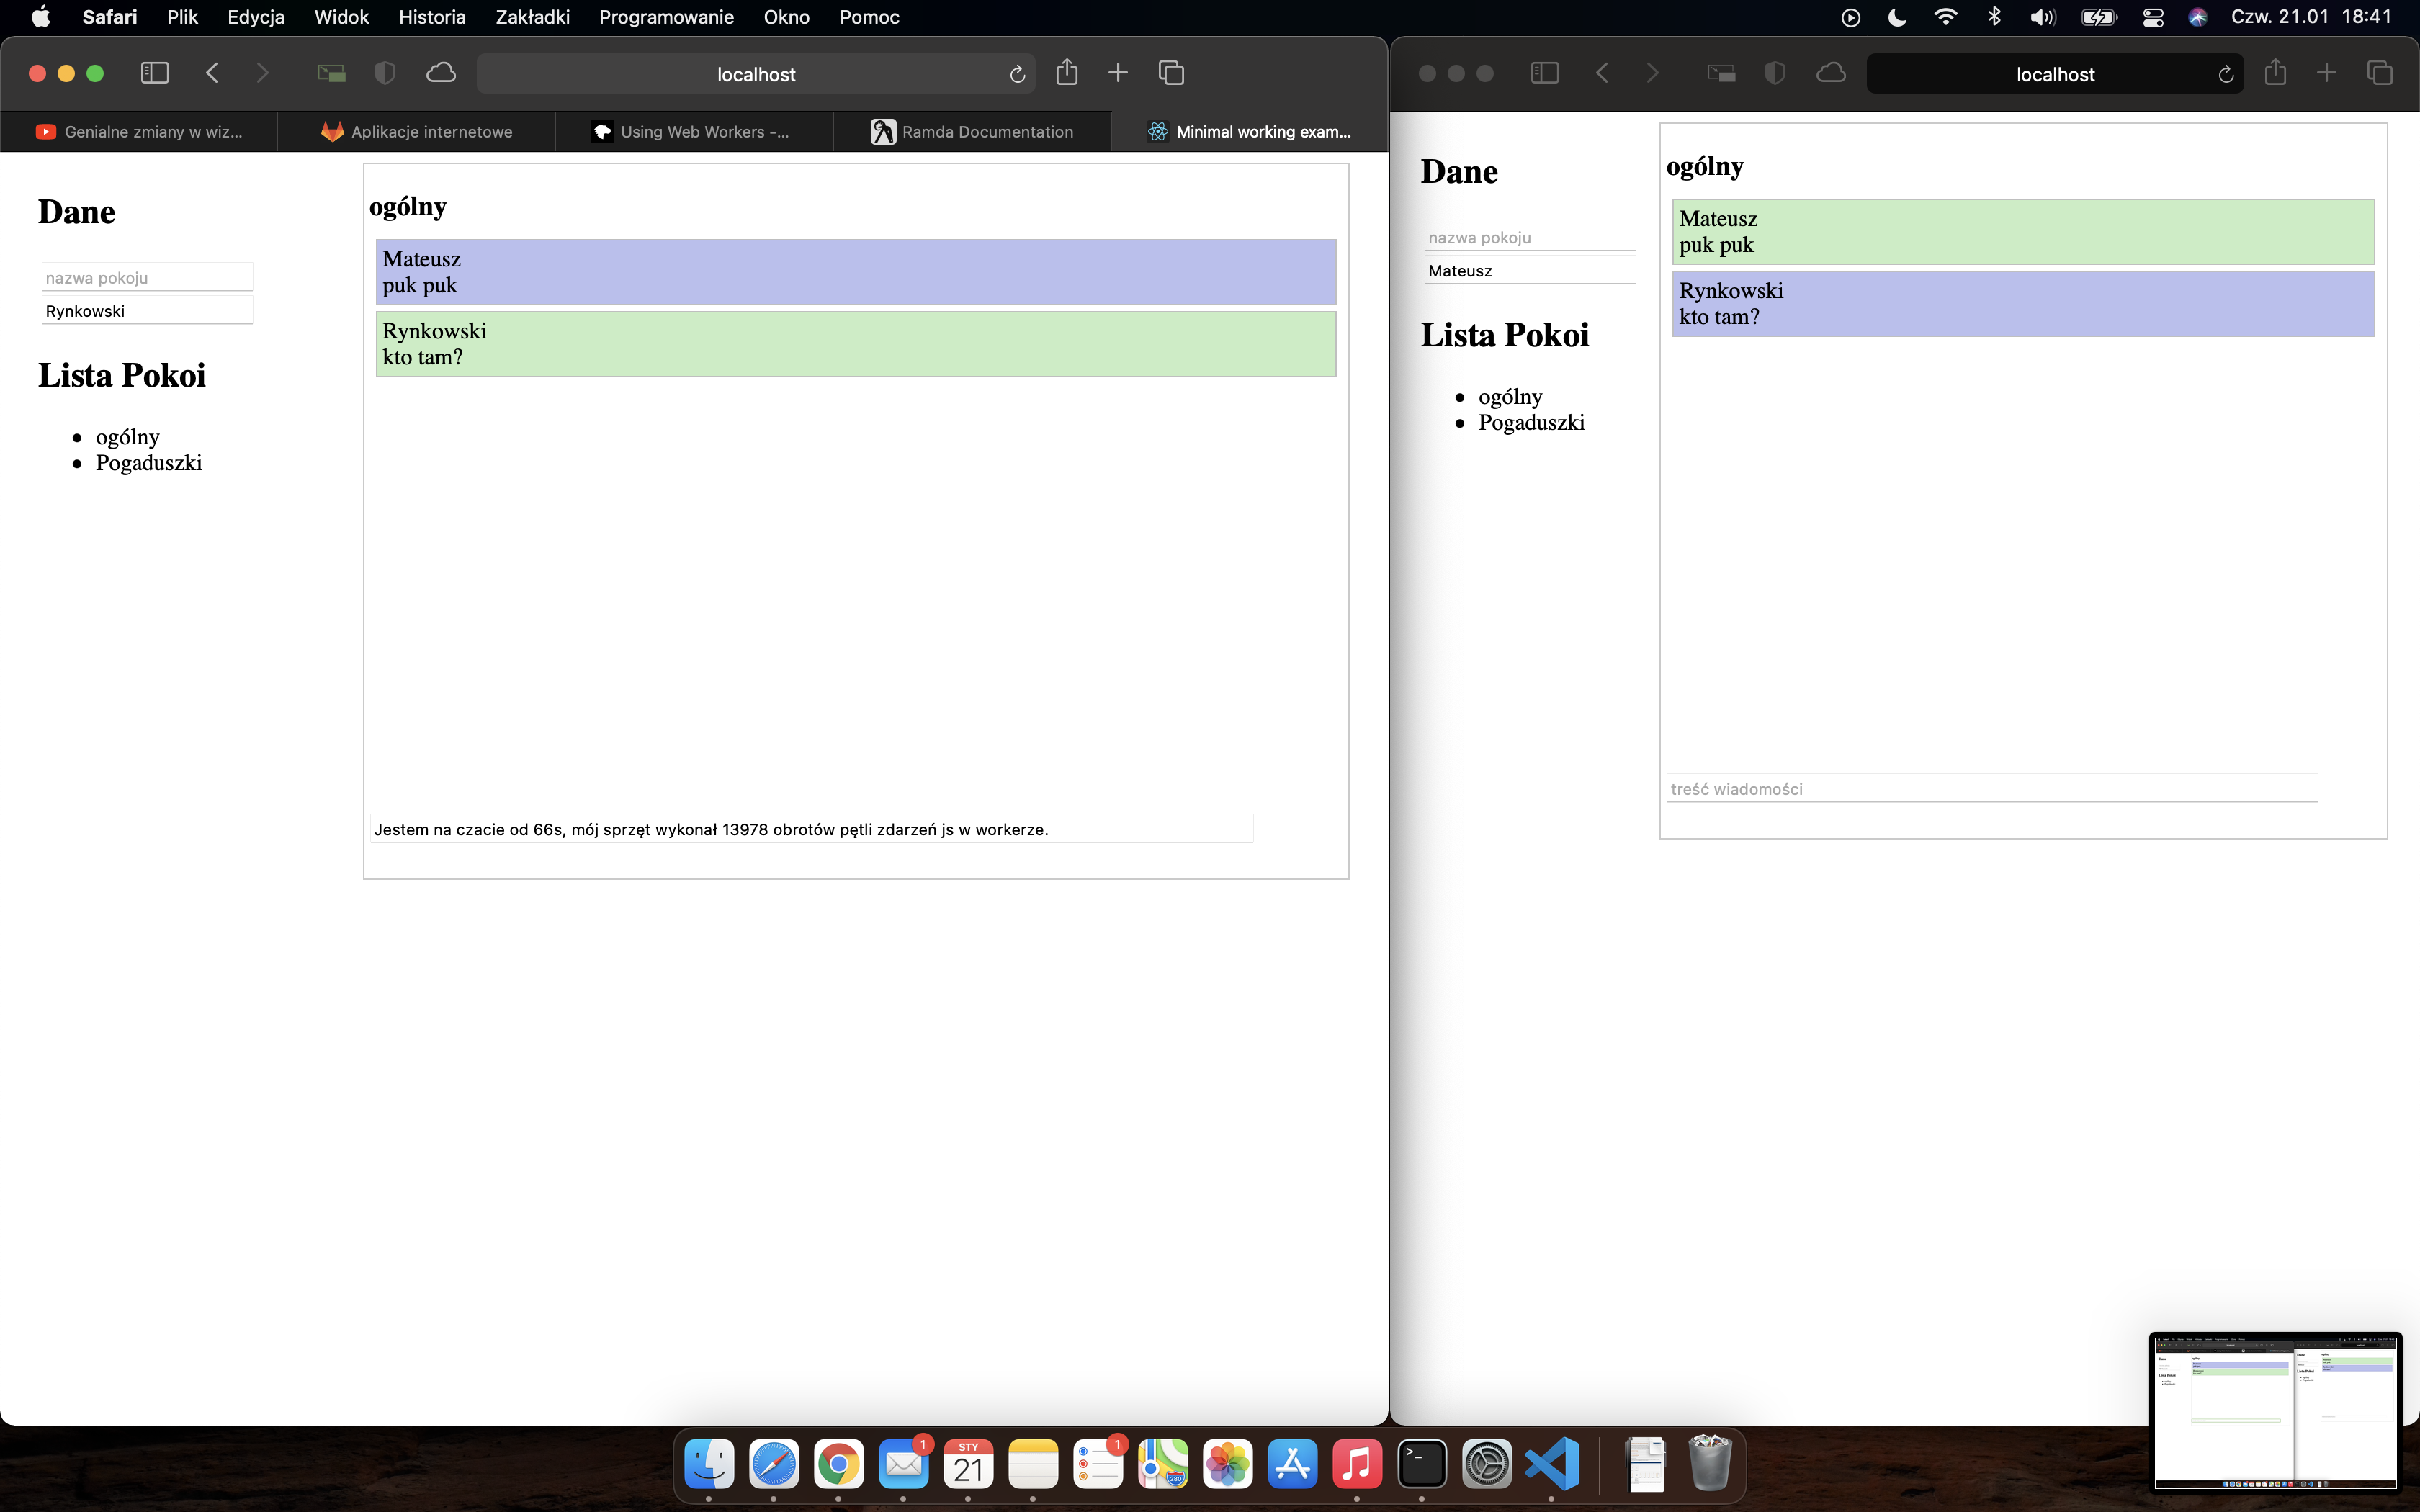 Safari Plik Edycja Widok Historia Zakładki Programowanie Okno Pomoc Czw. 21.01 18:41
localhost
Genialne zmiany w wiz... Aplikacje internetowe Using Web Workers -... Ramda Documentation Minimal working exam...
Dane
nazwa pokoju
Rynkowski
Lista Pokoi
ogólny
Pogaduszki
ogólny
Mateusz
puk puk
Rynkowski
kto tam?
Jestem na czacie od 66s, mój sprzęt wykonał 13978 obrotów pętli zdarzeń js w workerze.
localhost
Dane
nazwa pokoju
Mateusz
Lista Pokoi
ogólny
Pogaduszki
ogólny
Mateusz
puk puk
Rynkowski
kto tam?
treść wiadomości
1
STY
21
1
280